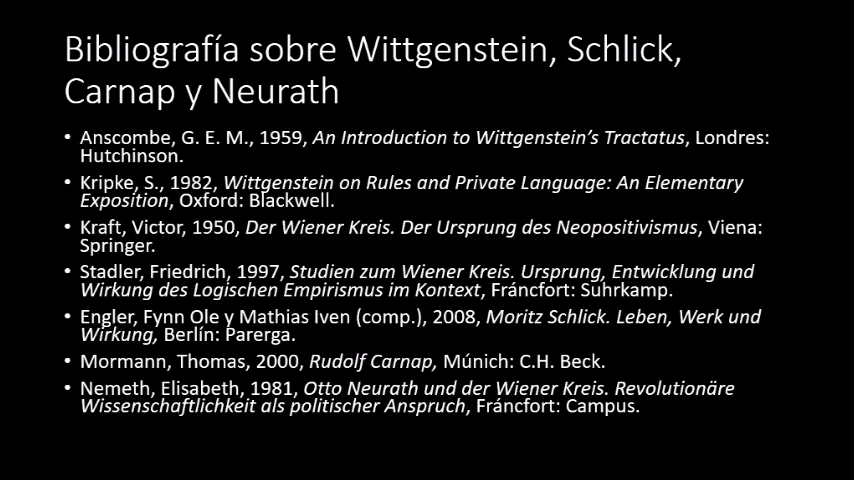 Bibliografía sobre Wittgenstein, Schlick,
Carnap y Neurath
• Anscombe, G. E. M., 1959, An Introduction to Wittgenstein’s Tractatus, Londres:
Hutchinson.
• Kripke, S., 1982, Wittgenstein on Rules and Private Language: An Elementary
Exposition, Oxford: Blackwell.
• Kraft, Victor, 1950, Der Wiener Kreis. Der Ursprung des Neopositivismus, Viena:
Springer.
• Stadler, Friedrich, 1997, Studien zum Wiener Kreis. Ursprung, Entwicklung und
Wirkung des Logischen Empirismus im Kontext, Fráncfort: Suhrkamp.
• Engler, Fynn Ole y Mathias Iven (comp.), 2008, Moritz Schlick. Leben, Werk und
Wirkung, Berlín: Parerga.
• Mormann, Thomas, 2000, Rudolf Carnap, Múnich: C.H. Beck.
• Nemeth, Elisabeth, 1981, Otto Neurath und der Wiener Kreis. Revolutionäre
Wissenschaftlichkeit als politischer Anspruch, Fráncfort: Campus.